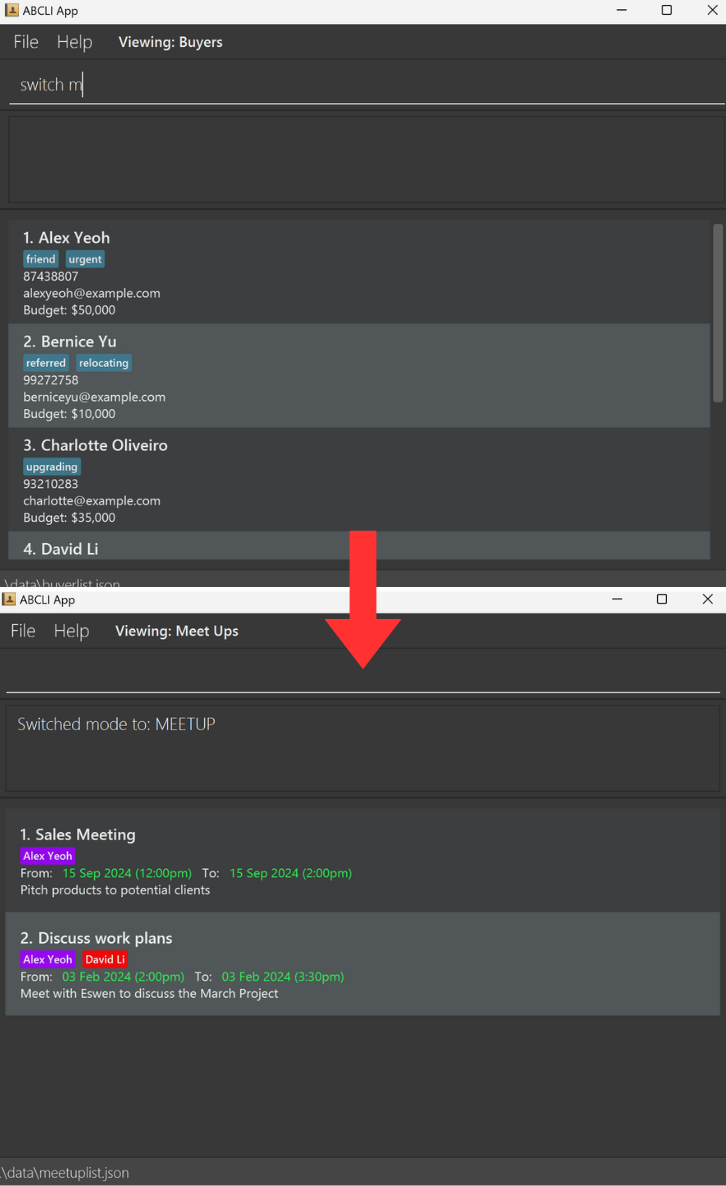 ABCLI App
File Help Viewing: Buyers
switch m
1. Alex Yeoh
friend urgent
87438807
alexyeoh@example.com
Budget: $50,000
2. Bernice Yu
referred relocating
99272758
berniceyu@example.com
Budget: $10,000
3. Charlotte Oliveiro
upgrading
93210283
charlotte@example.com
Budget: $35,000
4. David Li
.\data\buyerlist.json
ABCLI App
File Help Viewing: Meet Ups
Switched mode to: MEETUP
1. Sales Meeting
Alex Yeoh
From: 15 Sep 2024 (12:00pm) To: 15 Sep 2024 (2:00pm)
Pitch products to potential clients
2. Discuss work plans
Alex Yeoh David Li
From: 03 Feb 2024 (2:00pm) To: 03 Feb 2024 (3:30pm)
Meet with Eswen to discuss the March Project
.\data\meetuplist.json